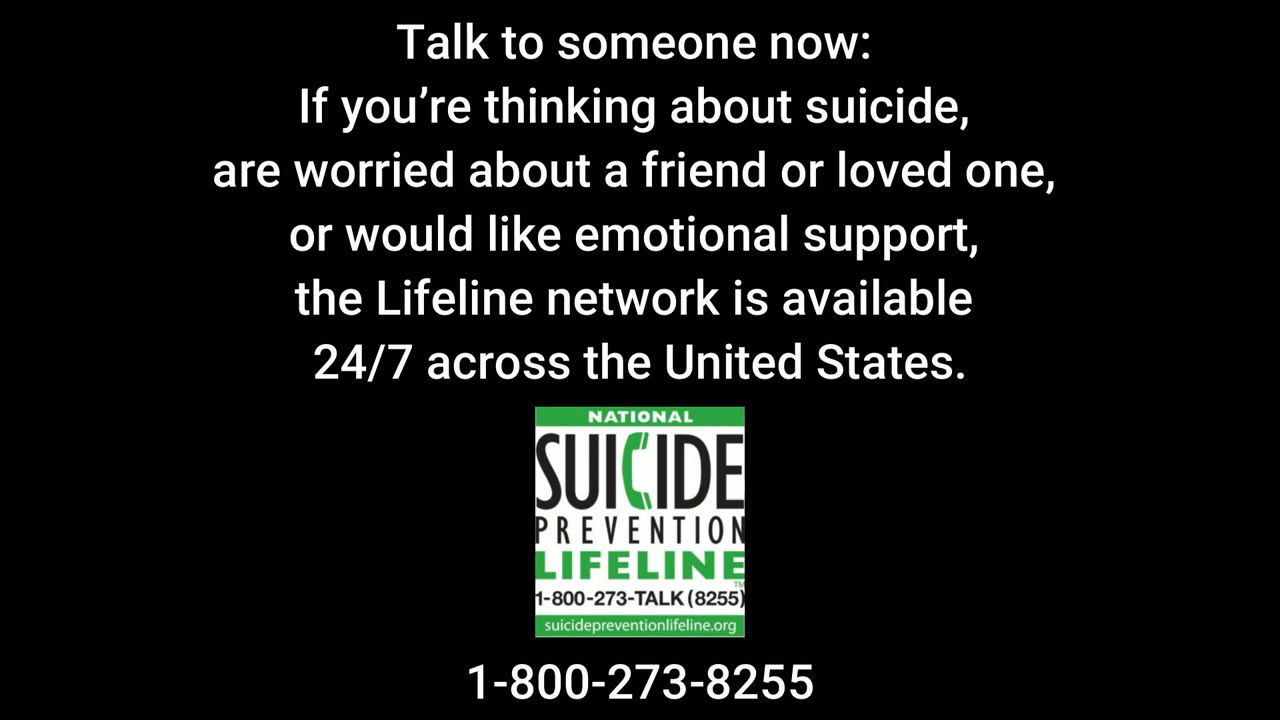 Talk to someone now:
If you’re thinking about suicide,
are worried about a friend or loved one,
or would like emotional support,
the Lifeline network is available
24/7 across the United States.
NATIONAL
SUICIDE
PREVENTION
LIFELINE™
1-800-273-TALK (8255)
suicidepreventionlifeline.org
1-800-273-8255